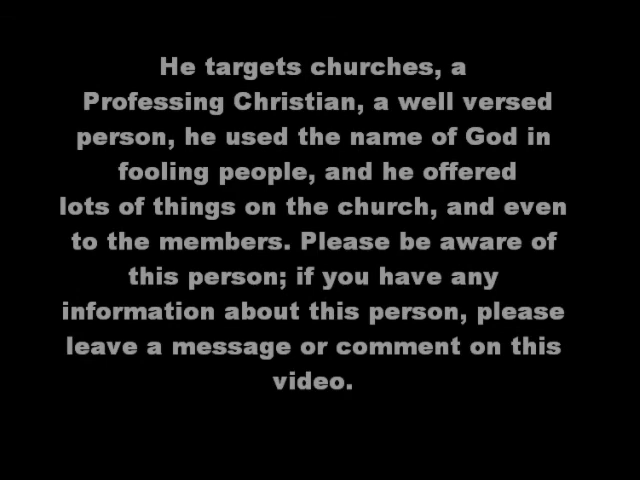 He targets churches, a
Professing Christian, a well versed
person, he used the name of God in
fooling people, and he offered
lots of things on the church, and even
to the members. Please be aware of
this person; if you have any
information about this person, please
leave a message or comment on this
video.